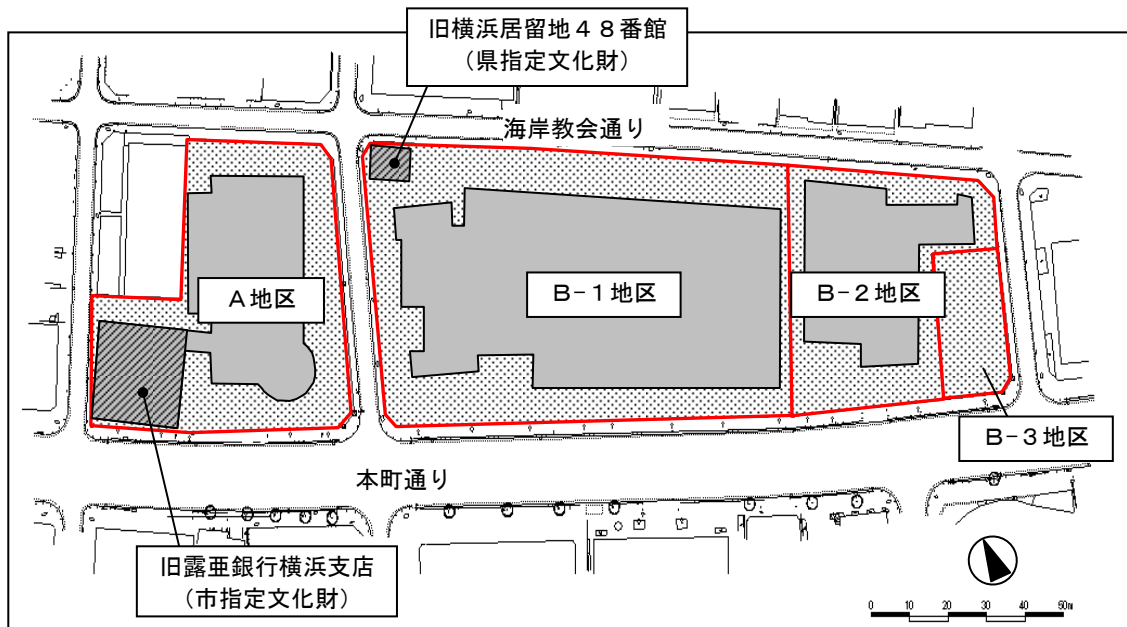 旧横浜居留地４８番館
（県指定文化財）
海岸教会通り
A地区
B-1地区
B-2地区
B-3地区
本町通り
旧露亜銀行横浜支店
（市指定文化財）
0 10 20 30 40 50m